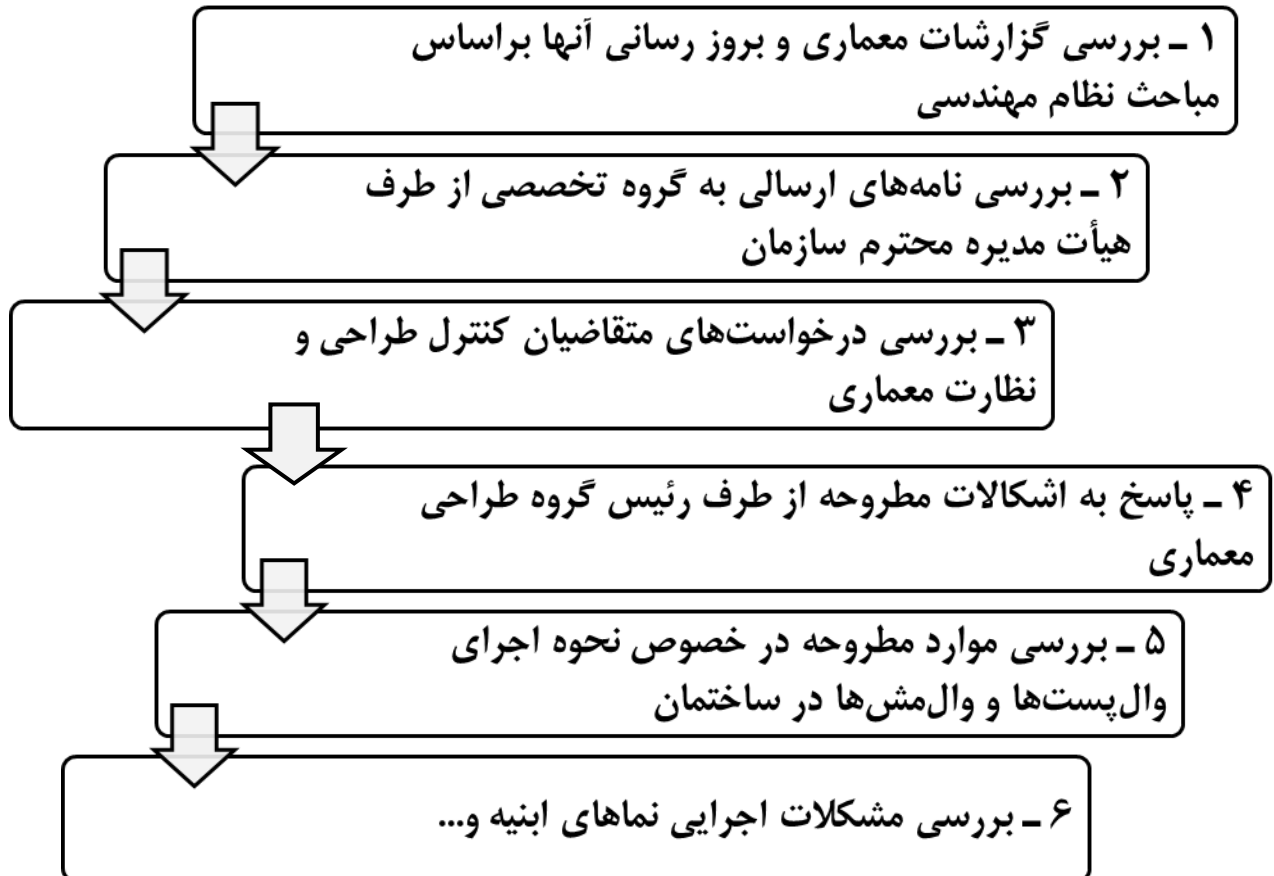 ۱ ـ بررسی گزارشات معماری و بروز رسانی آنها براساس
مباحث نظام مهندسی
۲ ـ بررسی نامه‌های ارسالی به گروه تخصصی از طرف
هیأت مدیره محترم سازمان
۳ ـ بررسی درخواست‌های متقاضیان کنترل طراحی و
نظارت معماری
۴ ـ پاسخ به اشکالات مطروحه از طرف رئیس گروه طراحی
معماری
۵ ـ بررسی موارد مطروحه در خصوص نحوه اجرای
وال‌پست‌ها و وال‌مش‌ها در ساختمان
۶ ـ بررسی مشکلات اجرایی نماهای ابنیه و...